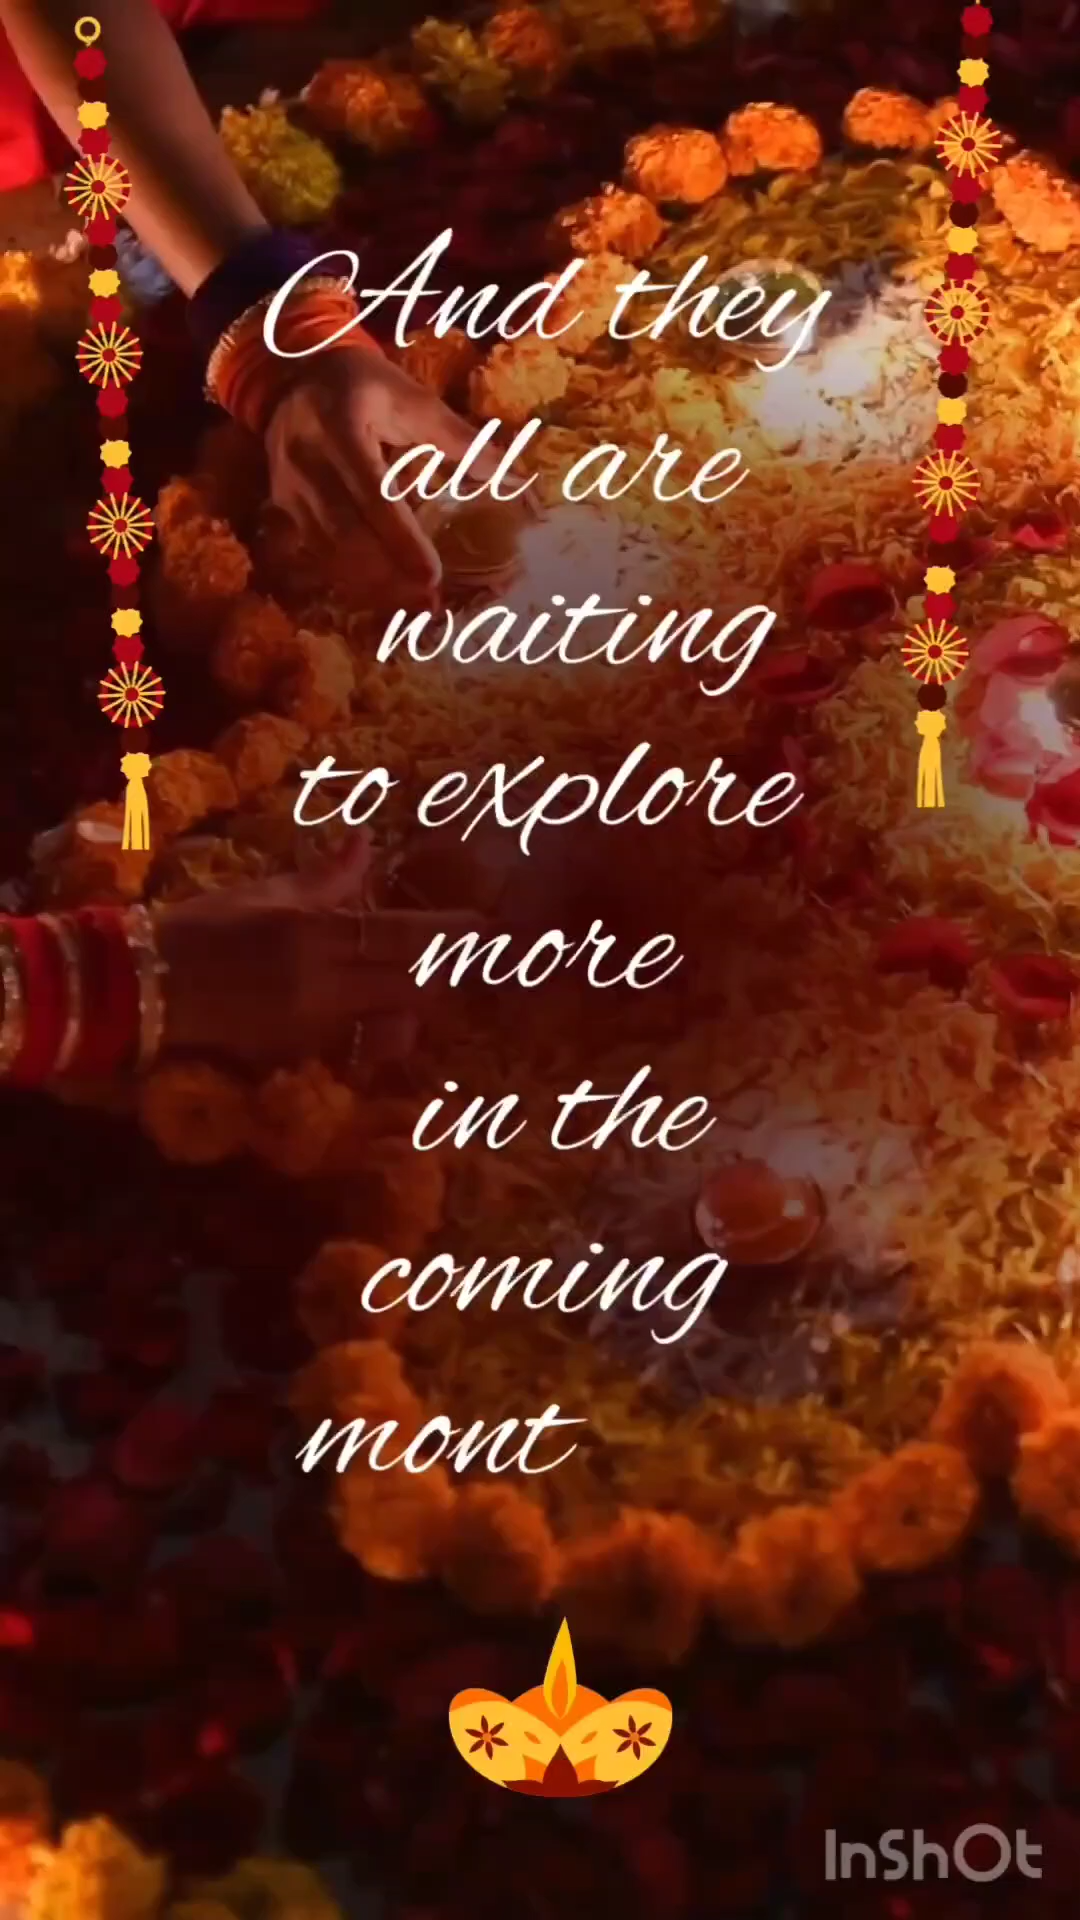 And they
all are
waiting
to explore
more
in the
coming
mont
InShOt